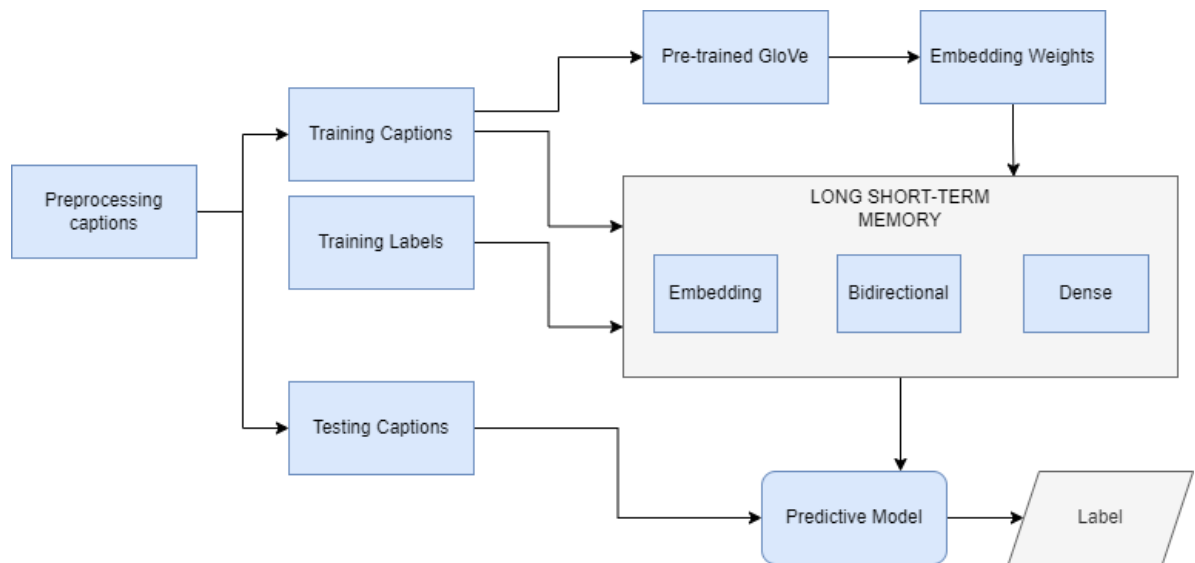 Pre-trained GloVe
Embedding Weights
Training Captions
Preprocessing
captions
Training Labels
LONG SHORT-TERM
MEMORY
Embedding
Bidirectional
Dense
Testing Captions
Predictive Model
Label